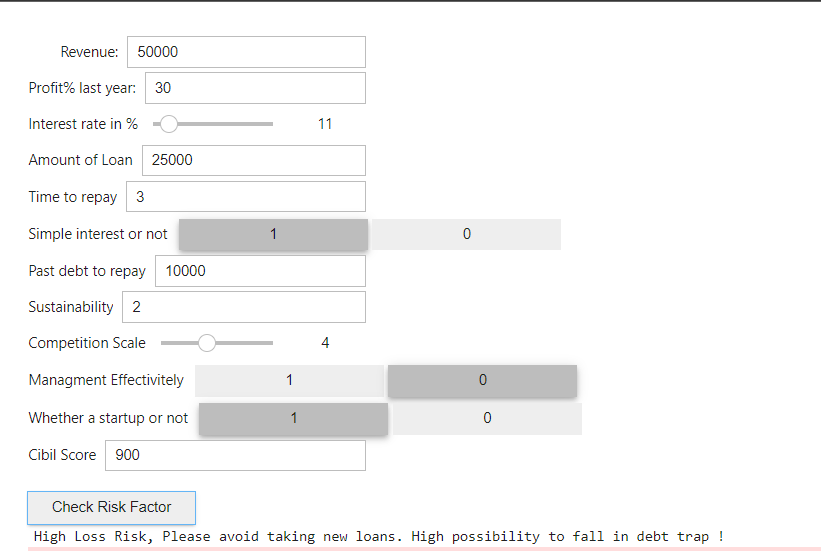 Revenue: 50000
Profit% last year: 30
Interest rate in % 11
Amount of Loan 25000
Time to repay 3
Simple interest or not 1 0
Past debt to repay 10000
Sustainability 2
Competition Scale 4
Managment Effectivitely 1 0
Whether a startup or not 1 0
Cibil Score 900
Check Risk Factor
High Loss Risk, Please avoid taking new loans. High possibility to fall in debt trap !